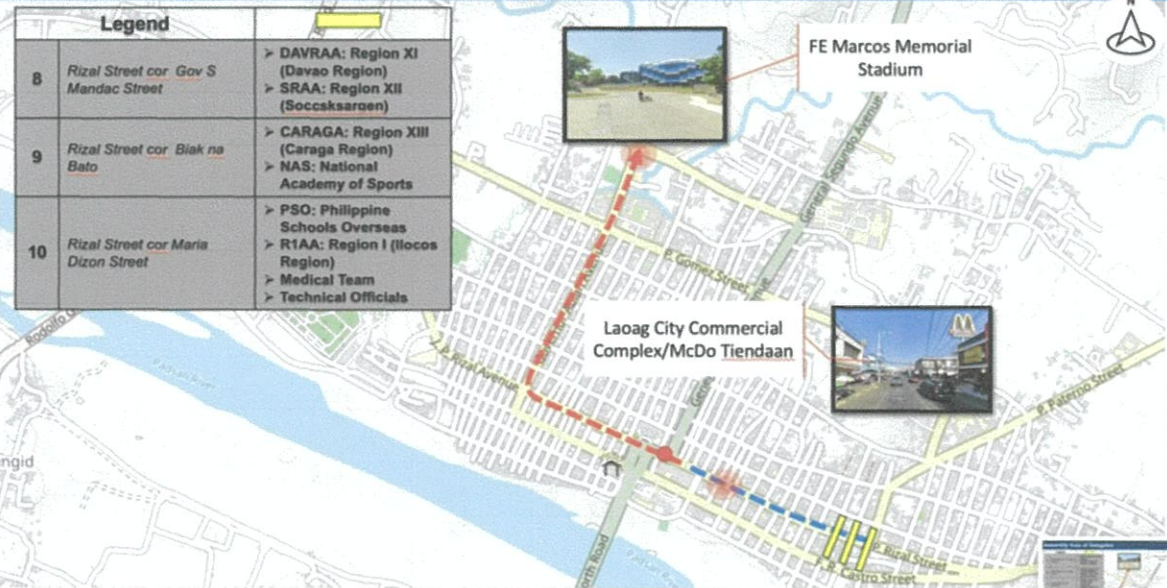 Legend
8
Rizal Street cor Gov S
Mandac Street
➢ DAVRAA: Region XI
(Davao Region)
➢ SRAA: Region XII
(Soccsksargen)
9
Rizal Street cor Biak na
Bato
➢ CARAGA: Region XIII
(Caraga Region)
➢ NAS: National
Academy of Sports
10
Rizal Street cor Maria
Dizon Street
➢ PSO: Philippine
Schools Overseas
➢ R1AA: Region I (Ilocos
Region)
➢ Medical Team
➢ Technical Officials
N
FE Marcos Memorial
Stadium
General Segundo Avenue
P. Gomez Street
Laoag City Commercial
Complex/McDo Tiendaan
Rodolfo
Padsan River
J.P. Rizal Avenue
P. Paterno Street
ngid
P. Rizal Street
F. R. Castro Street
orth Road
Padsan